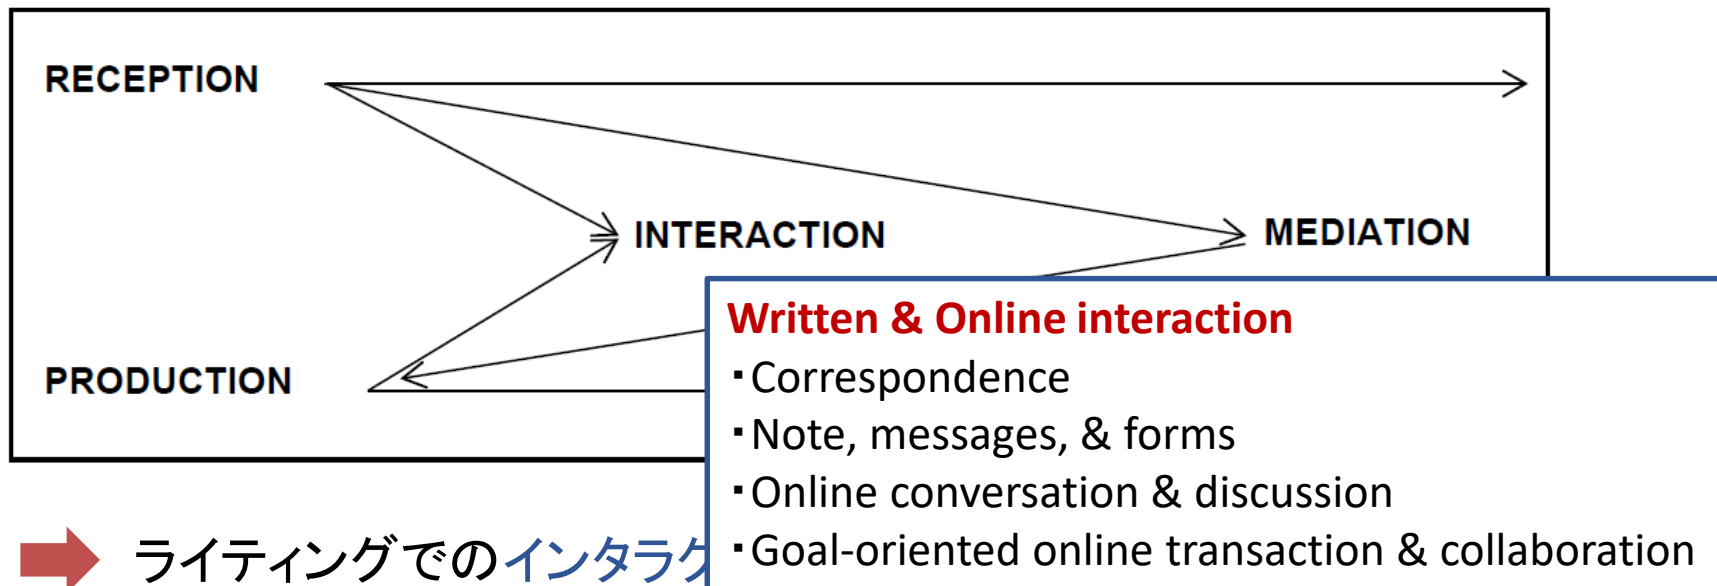 RECEPTION
INTERACTION
MEDIATION
PRODUCTION
Written & Online interaction
・Correspondence
・Note, messages, & forms
・Online conversation & discussion
・Goal-oriented online transaction & collaboration
ライティングでのインタラク